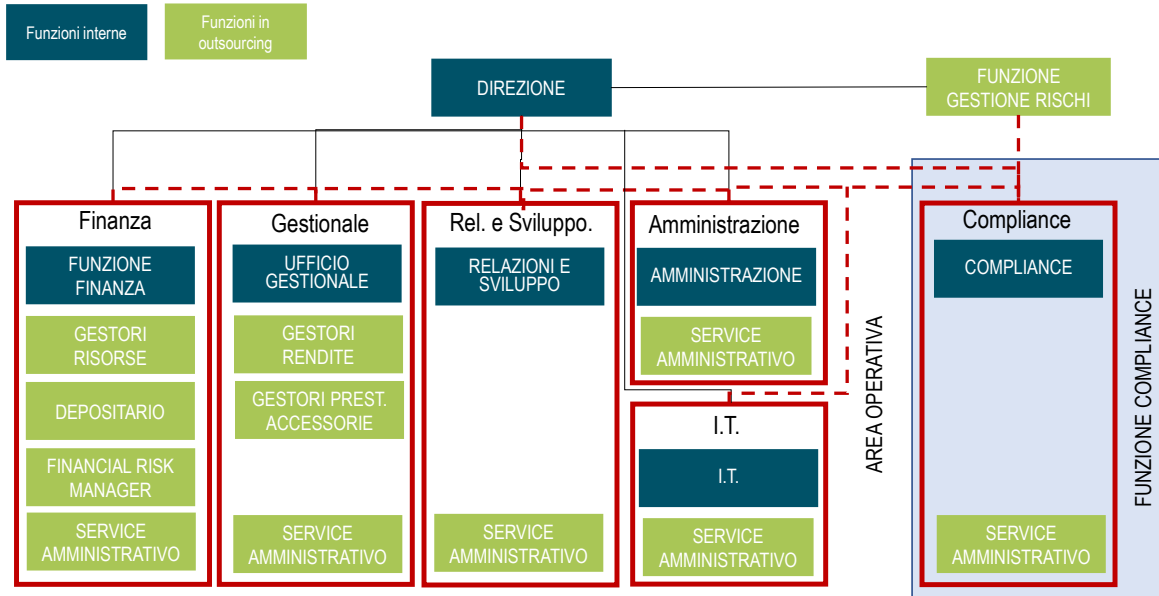 Funzioni interne
Funzioni in
outsourcing
DIREZIONE
FUNZIONE
GESTIONE RISCHI
Finanza
FUNZIONE
FINANZA
GESTORI
RISORSE
DEPOSITARIO
FINANCIAL RISK
MANAGER
SERVICE
AMMINISTRATIVO
Gestionale
UFFICIO
GESTIONALE
GESTORI
RENDITE
GESTORI PREST.
ACCESSORIE
SERVICE
AMMINISTRATIVO
Rel. e Sviluppo.
RELAZIONI E
SVILUPPO
SERVICE
AMMINISTRATIVO
Amministrazione
AMMINISTRAZIONE
SERVICE
AMMINISTRATIVO
I.T.
I.T.
SERVICE
AMMINISTRATIVO
AREA OPERATIVA
Compliance
COMPLIANCE
SERVICE
AMMINISTRATIVO
FUNZIONE COMPLIANCE